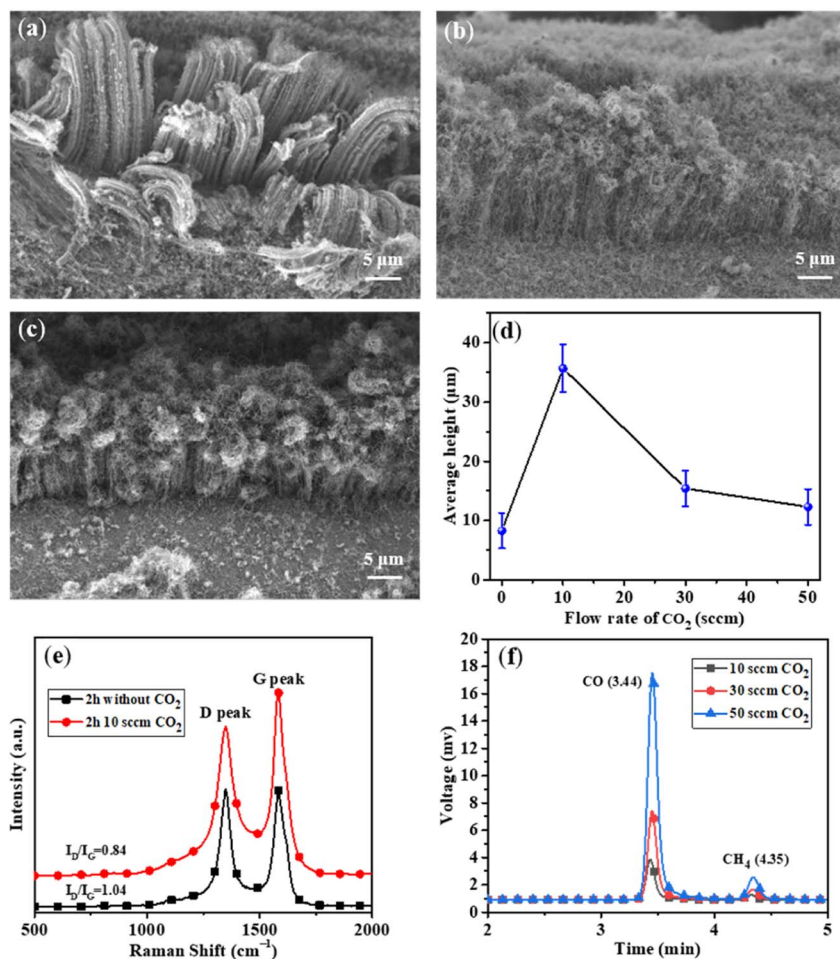 (a)
5 μm
(b)
5 μm
(c)
5 μm
(d)
Average height (μm)
40
30
20
10
0
0 10 20 30 40 50
Flow rate of CO₂ (sccm)
(e)
2h without CO₂
2h 10 sccm CO₂
D peak
G peak
I_D/I_G=0.84
I_D/I_G=1.04
Intensity (a.u.)
500 1000 1500 2000
Raman Shift (cm⁻¹)
(f)
CO (3.44)
10 sccm CO₂
30 sccm CO₂
50 sccm CO₂
CH₄ (4.35)
Voltage (mv)
20
18
16
14
12
10
8
6
4
2
0
2 3 4 5
Time (min)